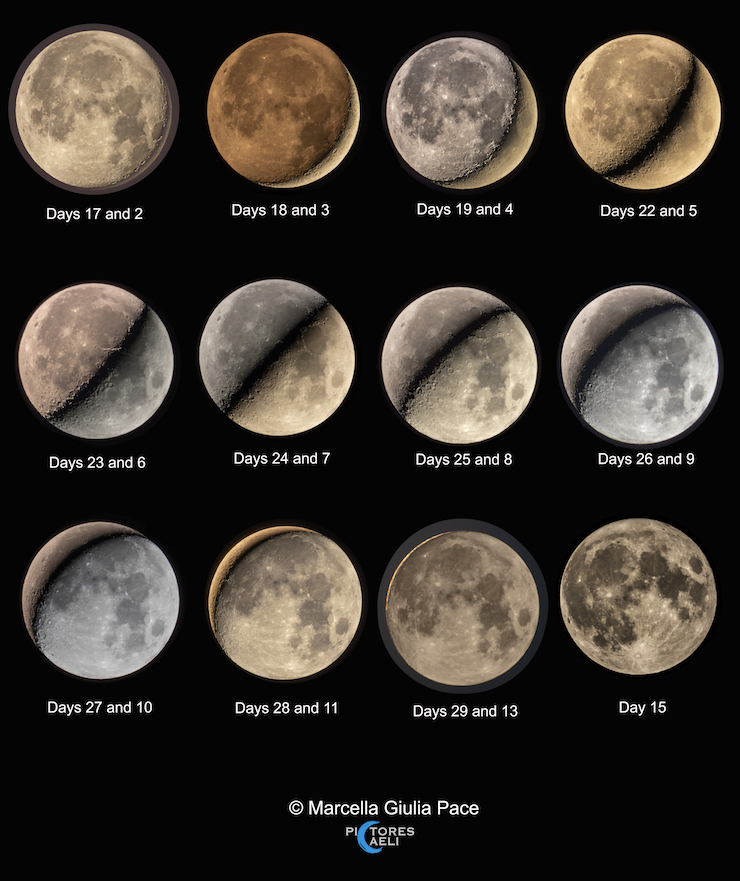 Days 17 and 2
Days 18 and 3
Days 19 and 4
Days 22 and 5
Days 23 and 6
Days 24 and 7
Days 25 and 8
Days 26 and 9
Days 27 and 10
Days 28 and 11
Days 29 and 13
Day 15
© Marcella Giulia Pace
PICTORES
CAELI